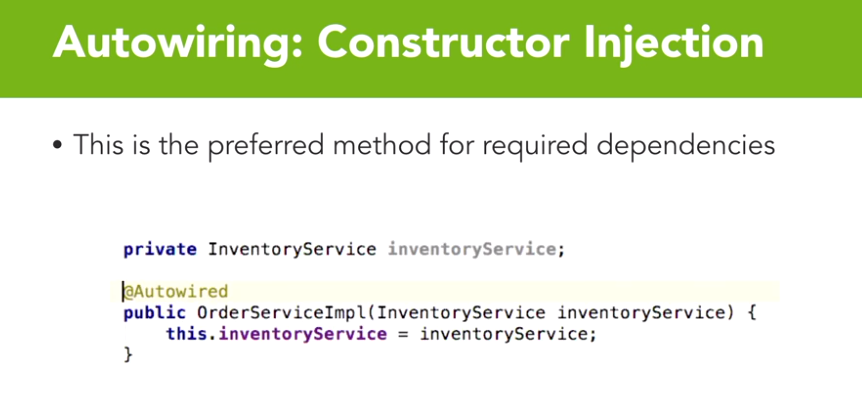 Autowiring: Constructor Injection
• This is the preferred method for required dependencies
private InventoryService inventoryService;
@Autowired
public OrderServiceImpl(InventoryService inventoryService) {
    this.inventoryService = inventoryService;
}